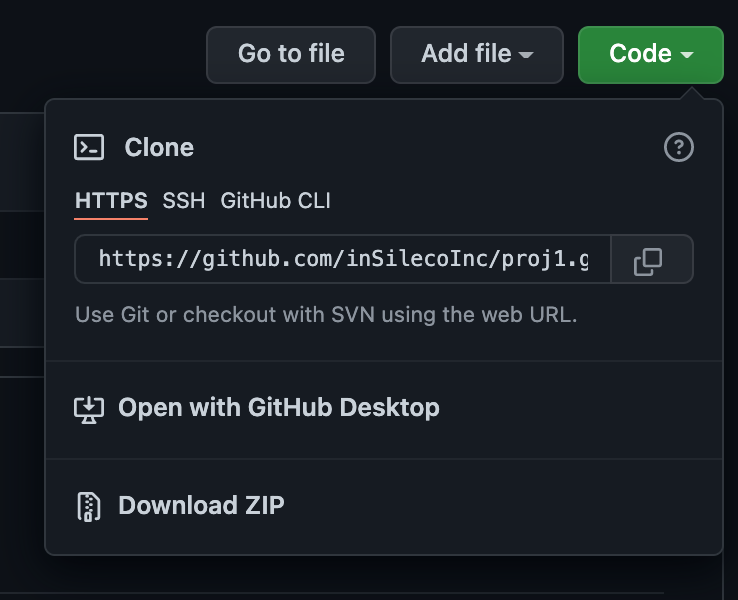 Go to file Add file Code
Clone
HTTPS SSH GitHub CLI
https://github.com/inSilecoInc/proj1.g
Use Git or checkout with SVN using the web URL.
Open with GitHub Desktop
Download ZIP